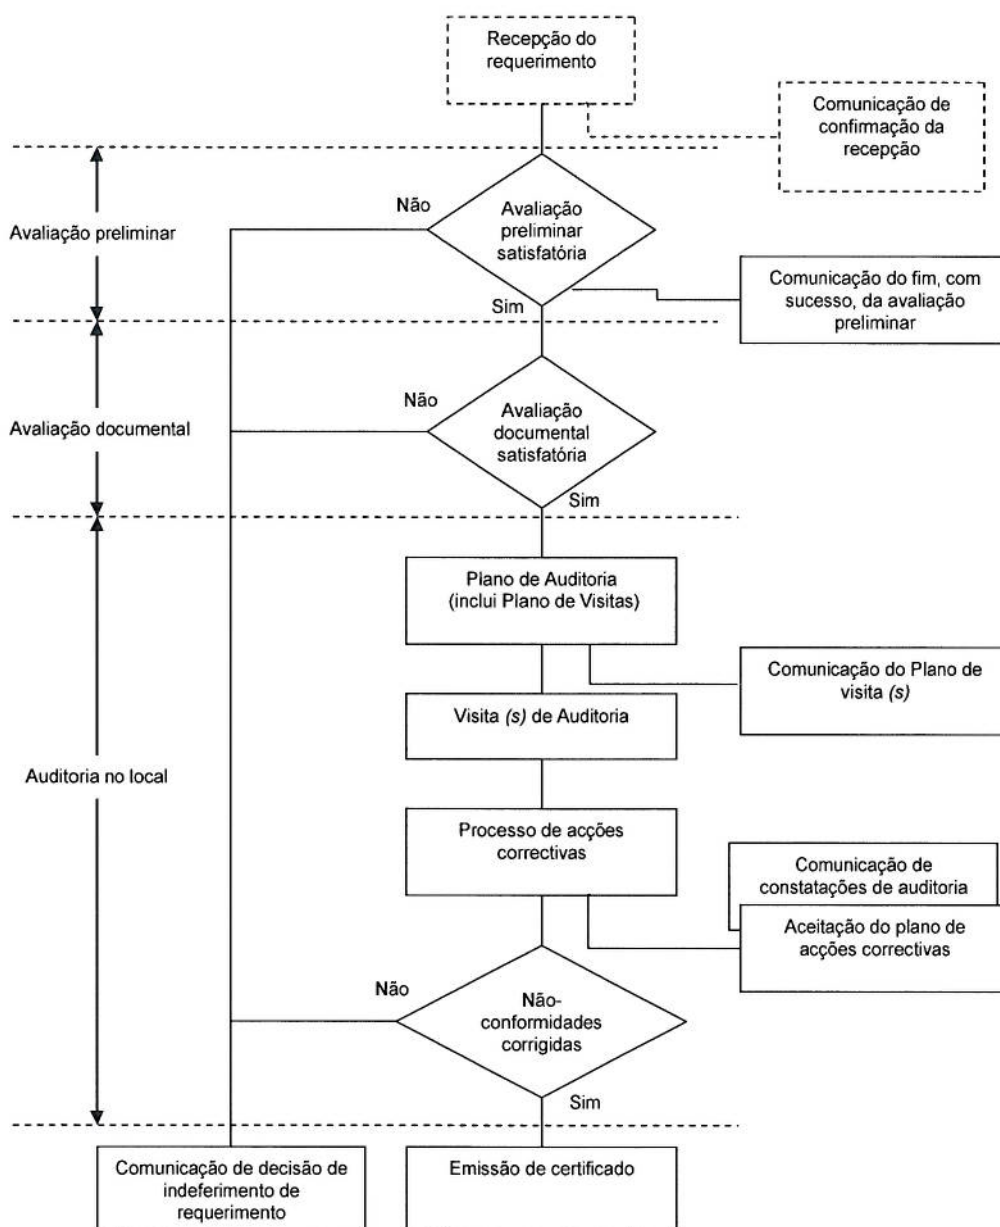 Recepção do
requerimento
Comunicação de
confirmação da
recepção
Não
Avaliação
preliminar
satisfatória
Avaliação preliminar
Comunicação do fim, com
sucesso, da avaliação
preliminar
Sim
Não
Avaliação
documental
satisfatória
Avaliação documental
Sim
Plano de Auditoria
(inclui Plano de Visitas)
Comunicação do Plano de
visita (s)
Visita (s) de Auditoria
Auditoria no local
Processo de acções
correctivas
Comunicação de
constatações de auditoria
Aceitação do plano de
acções correctivas
Não
Não-
conformidades
corrigidas
Sim
Comunicação de decisão de
indeferimento de
requerimento
Emissão de certificado